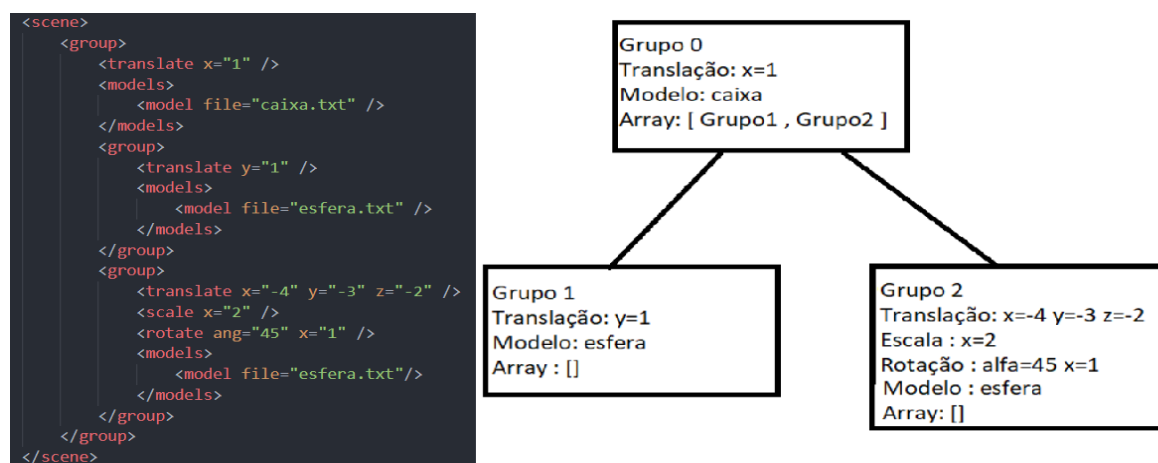 <scene>
<group>
<translate x="1" />
<models>
<model file="caixa.txt" />
</models>
<group>
<translate y="1" />
<models>
<model file="esfera.txt" />
</models>
</group>
<group>
<translate x="-4" y="-3" z="-2" />
<scale x="2" />
<rotate ang="45" x="1" />
<models>
<model file="esfera.txt"/>
</models>
</group>
</group>
</scene>
Grupo 0
Translação: x=1
Modelo: caixa
Array: [ Grupo1 , Grupo2 ]
Grupo 1
Translação: y=1
Modelo: esfera
Array : []
Grupo 2
Translação: x=-4 y=-3 z=-2
Escala : x=2
Rotação : alfa=45 x=1
Modelo : esfera
Array: []